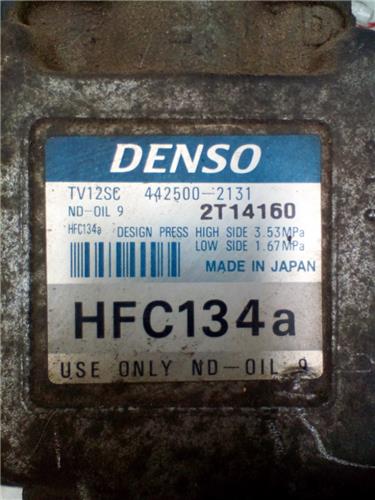 DENSO
TV12SC 442500-2131
ND-OIL 9 2T14160
HFC134a DESIGN PRESS HIGH SIDE 3.53MPa
LOW SIDE 1.67MPa
MADE IN JAPAN
HFC134a
USE ONLY ND-OIL 9